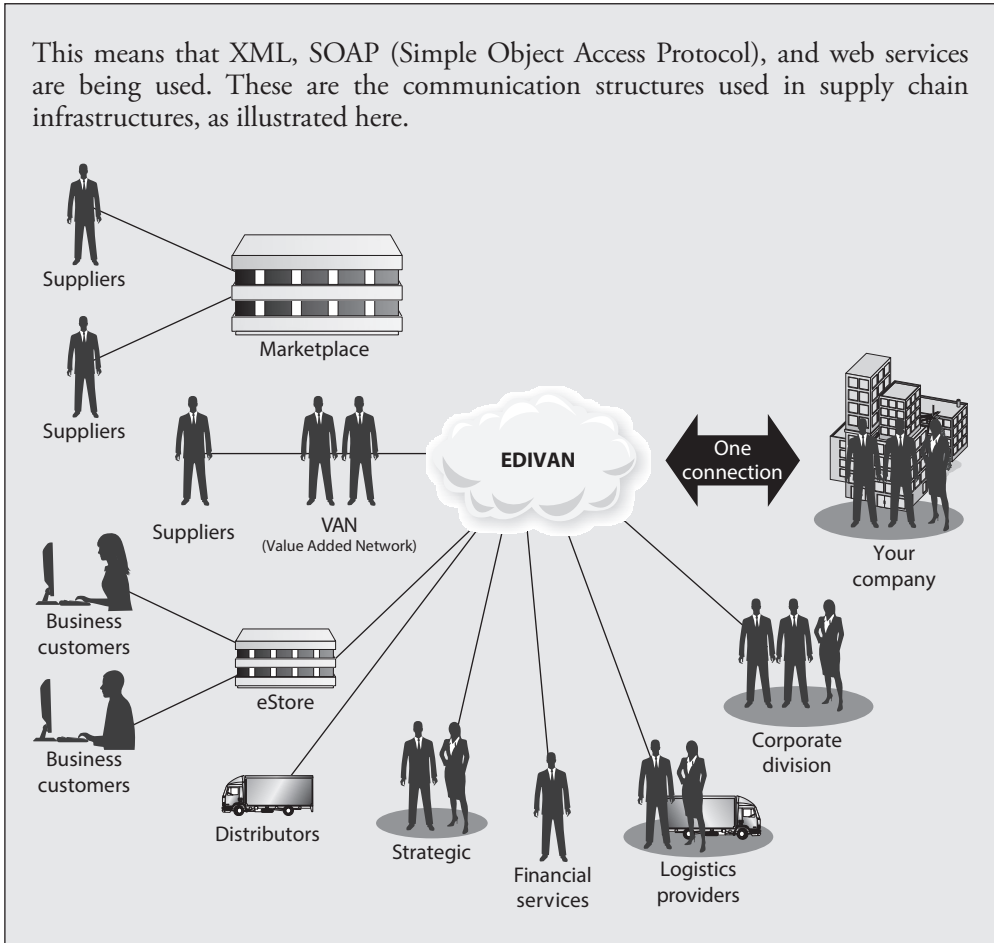 This means that XML, SOAP (Simple Object Access Protocol), and web services
are being used. These are the communication structures used in supply chain
infrastructures, as illustrated here.
Suppliers
Marketplace
Suppliers
Suppliers
VAN
(Value Added Network)
EDIVAN
One
connection
Your
company
Business
customers
eStore
Business
customers
Distributors
Strategic
Financial
services
Logistics
providers
Corporate
division